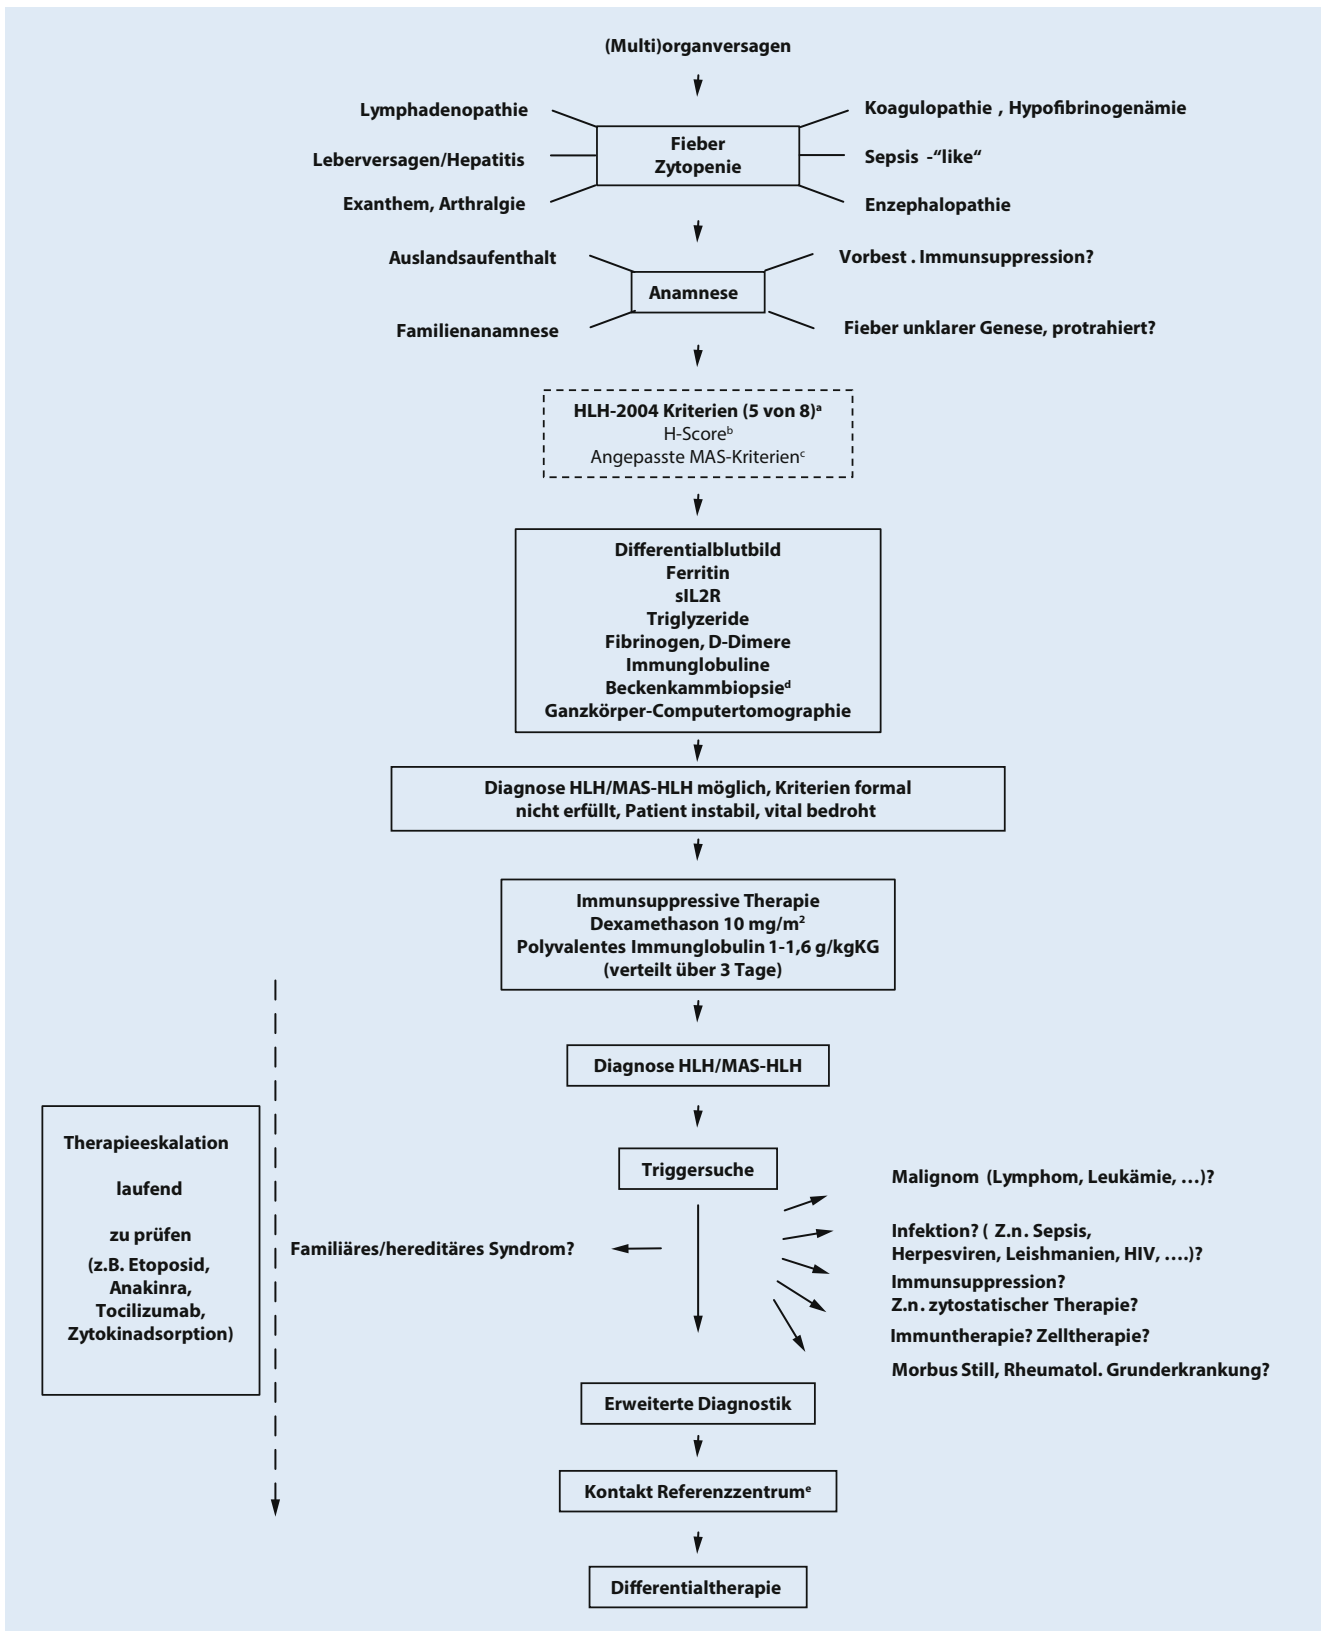 (Multi)organversagen
Lymphadenopathie
Koagulopathie , Hypofibrinogenämie
Fieber
Zytopenie
Leberversagen/Hepatitis
Sepsis -“like“
Exanthem, Arthralgie
Enzephalopathie
Auslandsaufenthalt
Vorbest . Immunsuppression?
Anamnese
Familienanamnese
Fieber unklarer Genese, protrahiert?
HLH-2004 Kriterien (5 von 8)ᵃ
H-Scoreᵇ
Angepasste MAS-Kriterienᶜ
Differentialblutbild
Ferritin
sIL2R
Triglyzeride
Fibrinogen, D-Dimere
Immunglobuline
Beckenkammbiopsieᵈ
Ganzkörper-Computertomographie
Diagnose HLH/MAS-HLH möglich, Kriterien formal
nicht erfüllt, Patient instabil, vital bedroht
Immunsuppressive Therapie
Dexamethason 10 mg/m²
Polyvalentes Immunglobulin 1-1,6 g/kgKG
(verteilt über 3 Tage)
Diagnose HLH/MAS-HLH
Therapieeskalation
laufend
zu prüfen
(z.B. Etoposid,
Anakinra,
Tocilizumab,
Zytokinadsorption)
Triggersuche
Familiäres/hereditäres Syndrom?
Malignom (Lymphom, Leukämie, ...)?
Infektion? ( Z.n. Sepsis,
Herpesviren, Leishmanien, HIV, ....)?
Immunsuppression?
Z.n. zytostatischer Therapie?
Immuntherapie? Zelltherapie?
Morbus Still, Rheumatol. Grunderkrankung?
Erweiterte Diagnostik
Kontakt Referenzzentrumᵉ
Differentialtherapie